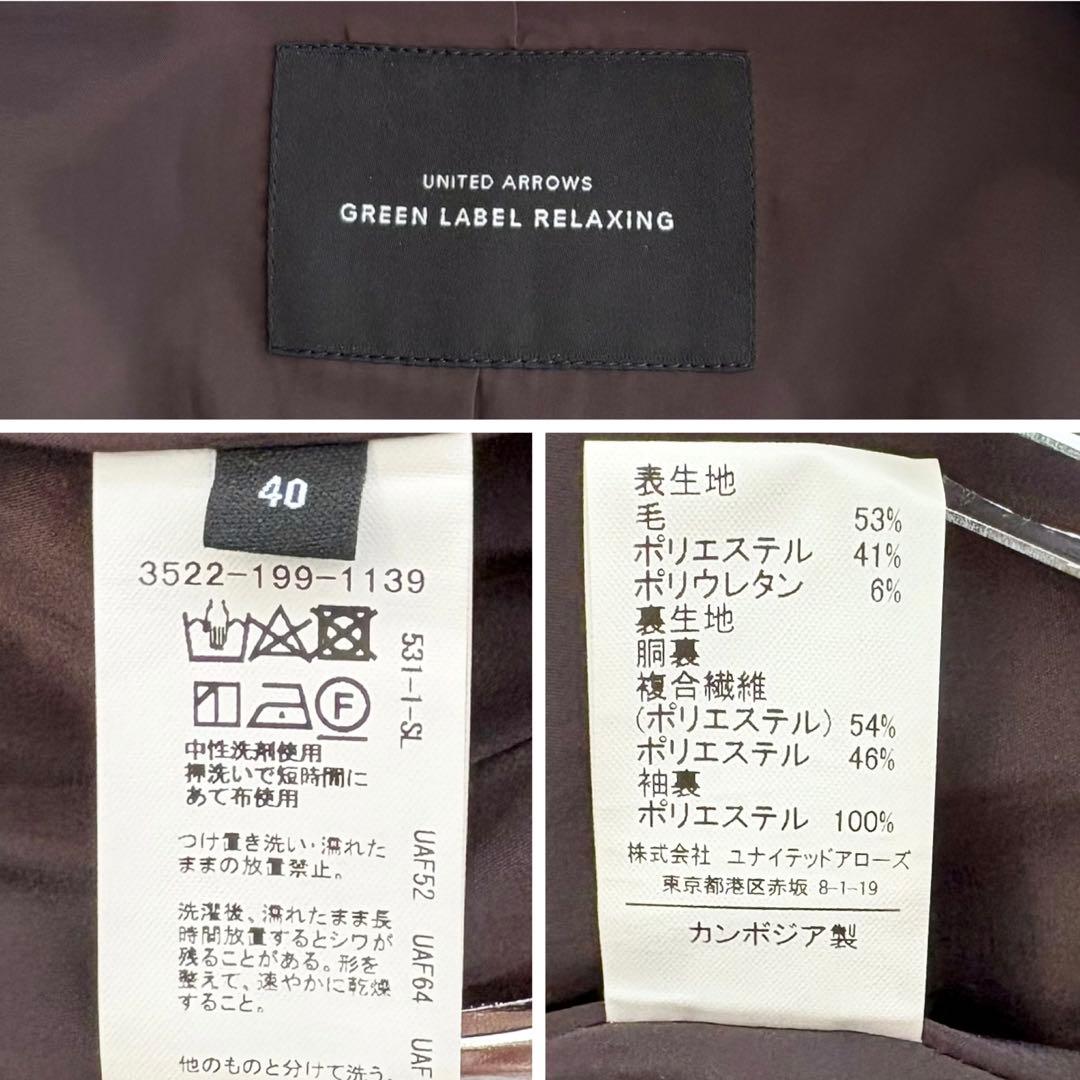 UNITED ARROWS
GREEN LABEL RELAXING
40
3522-199-1139
531-1-SL
F
中性洗剤使用
押洗いで短時間に
あて布使用
つけ置き洗い・濡れた
ままの放置禁止。
洗濯後、濡れたまま長
時間放置するとシワが
残ることがある。形を
整えて、速やかに乾燥
すること。
他のものと分けて洗う。
UAF52 UAF64 UAF
表生地
毛 53%
ポリエステル 41%
ポリウレタン 6%
裏生地
胴裏
複合繊維
(ポリエステル) 54%
ポリエステル 46%
袖裏
ポリエステル 100%
株式会社 ユナイテッドアローズ
東京都港区赤坂 8-1-19
カンボジア製